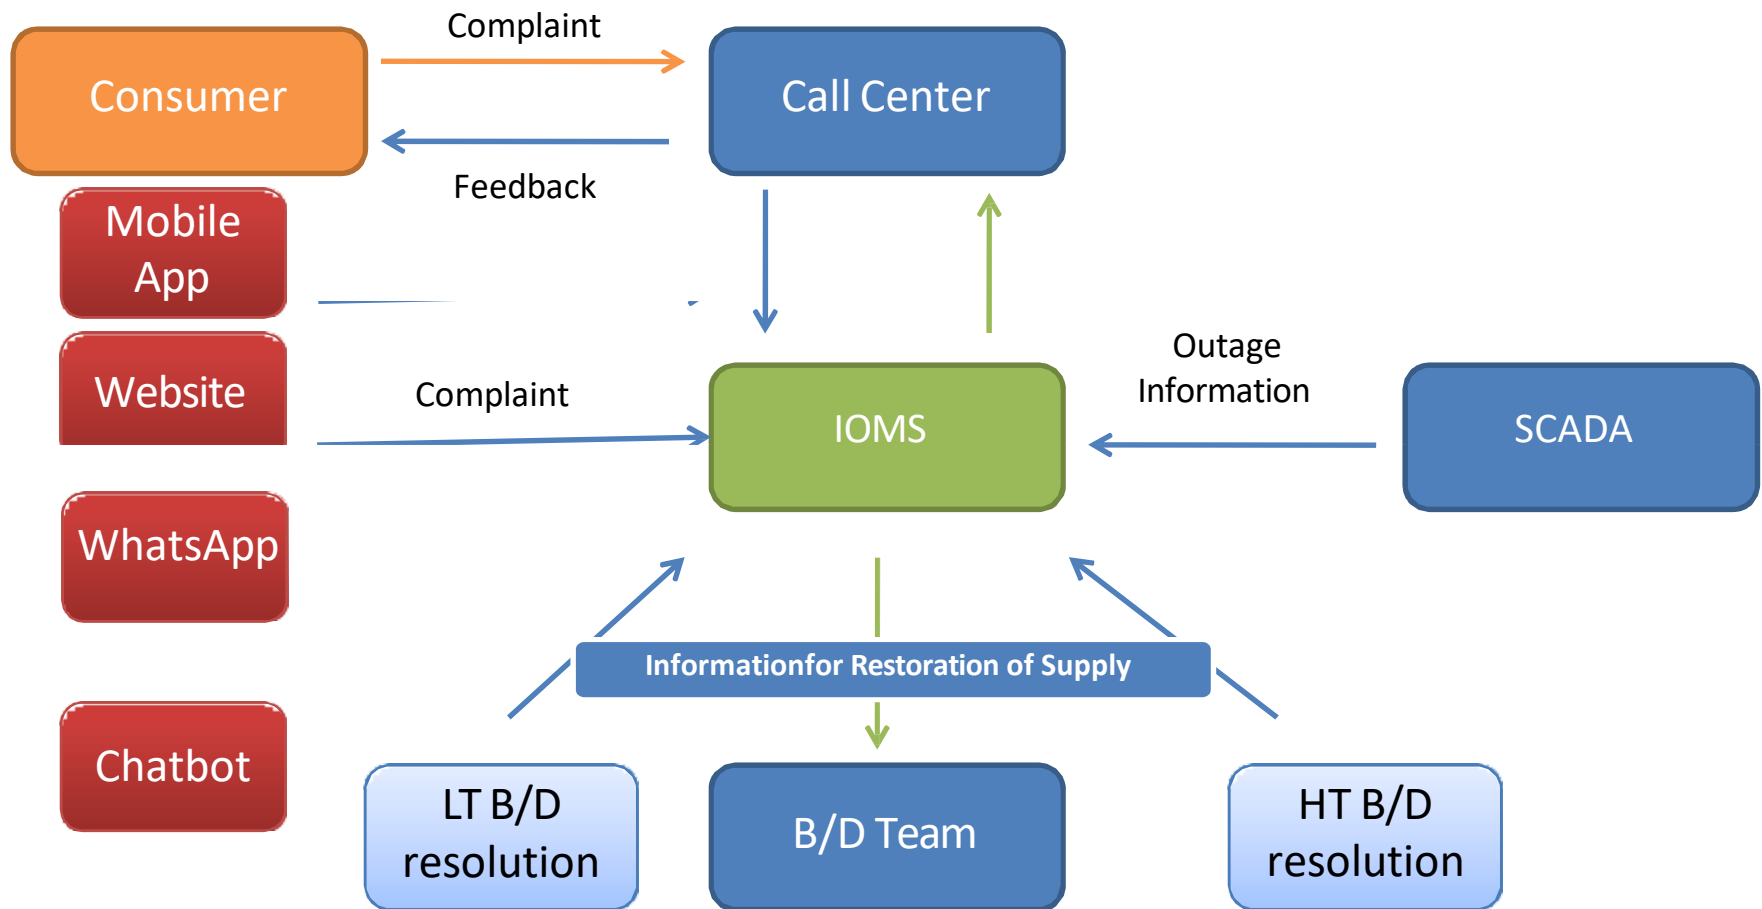 Complaint
Consumer
Call Center
Feedback
Mobile
App
Website
Complaint
IOMS
Outage
Information
SCADA
WhatsApp
Informationfor Restoration of Supply
Chatbot
LT B/D
resolution
B/D Team
HT B/D
resolution